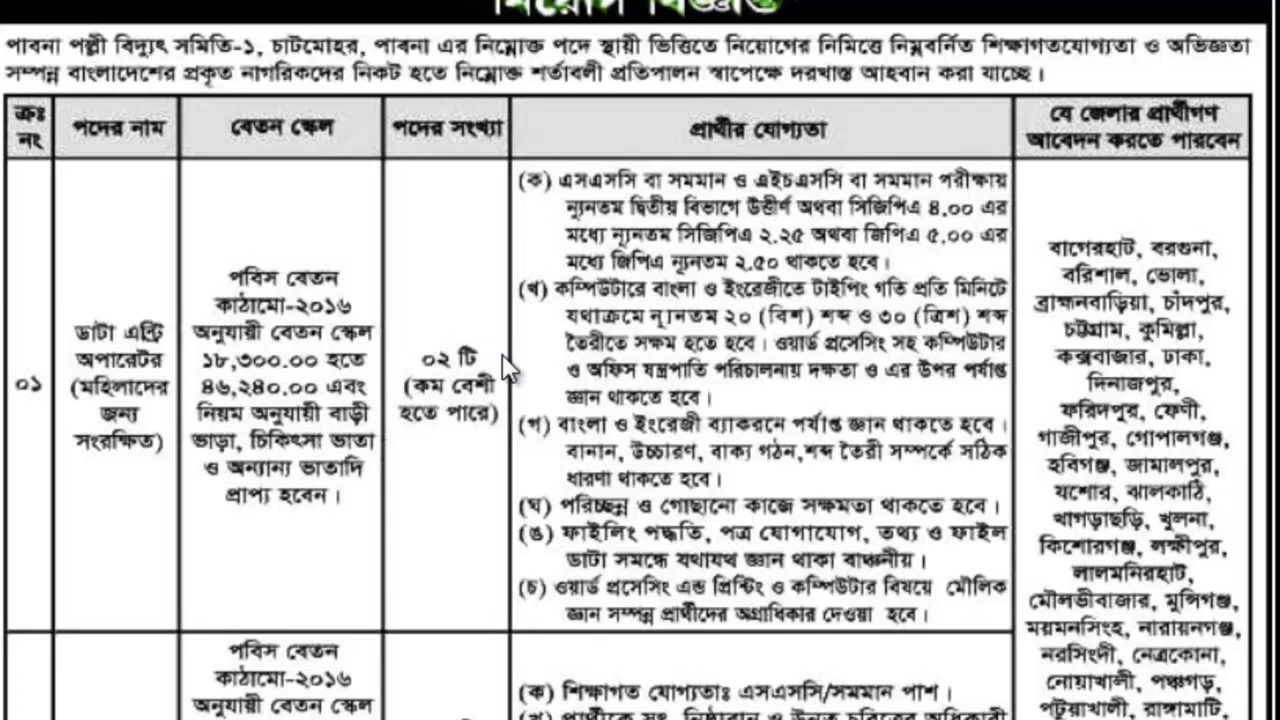 নিয়োগ বিজ্ঞপ্তি
পাবনা পল্লী বিদ্যুৎ সমিতি-১, চাটমোহর, পাবনা এর নিম্নোক্ত পদে স্থায়ী ভিত্তিতে নিয়োগের নিমিত্তে নিম্নবর্নিত শিক্ষাগতযোগ্যতা ও অভিজ্ঞতা
সম্পন্ন বাংলাদেশের প্রকৃত নাগরিকদের নিকট হতে নিম্নোক্ত শর্তাবলী প্রতিপালন স্বাপেক্ষে দরখাস্ত আহবান করা যাচ্ছে।
ক্রঃ
নং
পদের নাম
বেতন স্কেল
পদের সংখ্যা
প্রার্থীর যোগ্যতা
যে জেলার প্রার্থীগণ
আবেদন করতে পারবেন
০১
ডাটা এন্ট্রি
অপারেটর
(মহিলাদের
জন্য
সংরক্ষিত)
পবিস বেতন
কাঠামো-২০১৬
অনুযায়ী বেতন স্কেল
১৮,৩০০.০০ হতে
৪৬,২৪০.০০ এবং
নিয়ম অনুযায়ী বাড়ী
ভাড়া, চিকিৎসা ভাতা
ও অন্যান্য ভাতাদি
প্রাপ্য হবেন।
০২ টি
(কম বেশী
হতে পারে)
(ক) এসএসসি বা সমমান ও এইচএসসি বা সমমান পরীক্ষায়
ন্যূনতম দ্বিতীয় বিভাগে উত্তীর্ণ অথবা সিজিপিএ ৪.০০ এর
মধ্যে ন্যূনতম সিজিপিএ ২.২৫ অথবা জিপিএ ৫.০০ এর
মধ্যে জিপিএ ন্যূনতম ২.৫০ থাকতে হবে।
(খ) কম্পিউটারে বাংলা ও ইংরেজীতে টাইপিং গতি প্রতি মিনিটে
যথাক্রমে ন্যূনতম ২০ (বিশ) শব্দ ও ৩০ (ত্রিশ) শব্দ
তৈরীতে সক্ষম হতে হবে। ওয়ার্ড প্রসেসিং সহ কম্পিউটার
ও অফিস যন্ত্রপাতি পরিচালনায় দক্ষতা ও এর উপর পর্যাপ্ত
জ্ঞান থাকতে হবে।
(গ) বাংলা ও ইংরেজী ব্যাকরনে পর্যাপ্ত জ্ঞান থাকতে হবে।
বানান, উচ্চারণ, বাক্য গঠন,শব্দ তৈরী সম্পর্কে সঠিক
ধারণা থাকতে হবে।
(ঘ) পরিচ্ছন্ন ও গোছানো কাজে সক্ষমতা থাকতে হবে।
(ঙ) ফাইলিং পদ্ধতি, পত্র যোগাযোগ, তথ্য ও ফাইল
ডাটা সমন্ধে যথাযথ জ্ঞান থাকা বাঞ্চনীয়।
(চ) ওয়ার্ড প্রসেসিং এন্ড প্রিন্টিং ও কম্পিউটার বিষয়ে মৌলিক
জ্ঞান সম্পন্ন প্রার্থীদের অগ্রাধিকার দেওয়া হবে।
বাগেরহাট, বরগুনা,
বরিশাল, ভোলা,
ব্রাহ্মনবাড়িয়া, চাঁদপুর,
চট্টগ্রাম, কুমিল্লা,
কক্সবাজার, ঢাকা,
দিনাজপুর,
ফরিদপুর, ফেণী,
গাজীপুর, গোপালগঞ্জ,
হবিগঞ্জ, জামালপুর,
যশোর, ঝালকাঠি,
খাগড়াছড়ি, খুলনা,
কিশোরগঞ্জ, লক্ষীপুর,
লালমনিরহাট,
মৌলভীবাজার, মুন্সিগঞ্জ,
ময়মনসিংহ, নারায়নগঞ্জ,
নরসিংদী, নেত্রকোনা,
নোয়াখালী, পঞ্চগড়,
পটুয়াখালী, রাঙ্গামাটি,
পবিস বেতন
কাঠামো-২০১৬
অনুযায়ী বেতন স্কেল
(ক) শিক্ষাগত যোগ্যতাঃ এসএসসি/সমমান পাশ।
(খ) প্রার্থীকে সৎ, নিষ্ঠাবান ও উন্নত চরিত্রের অধিকারী